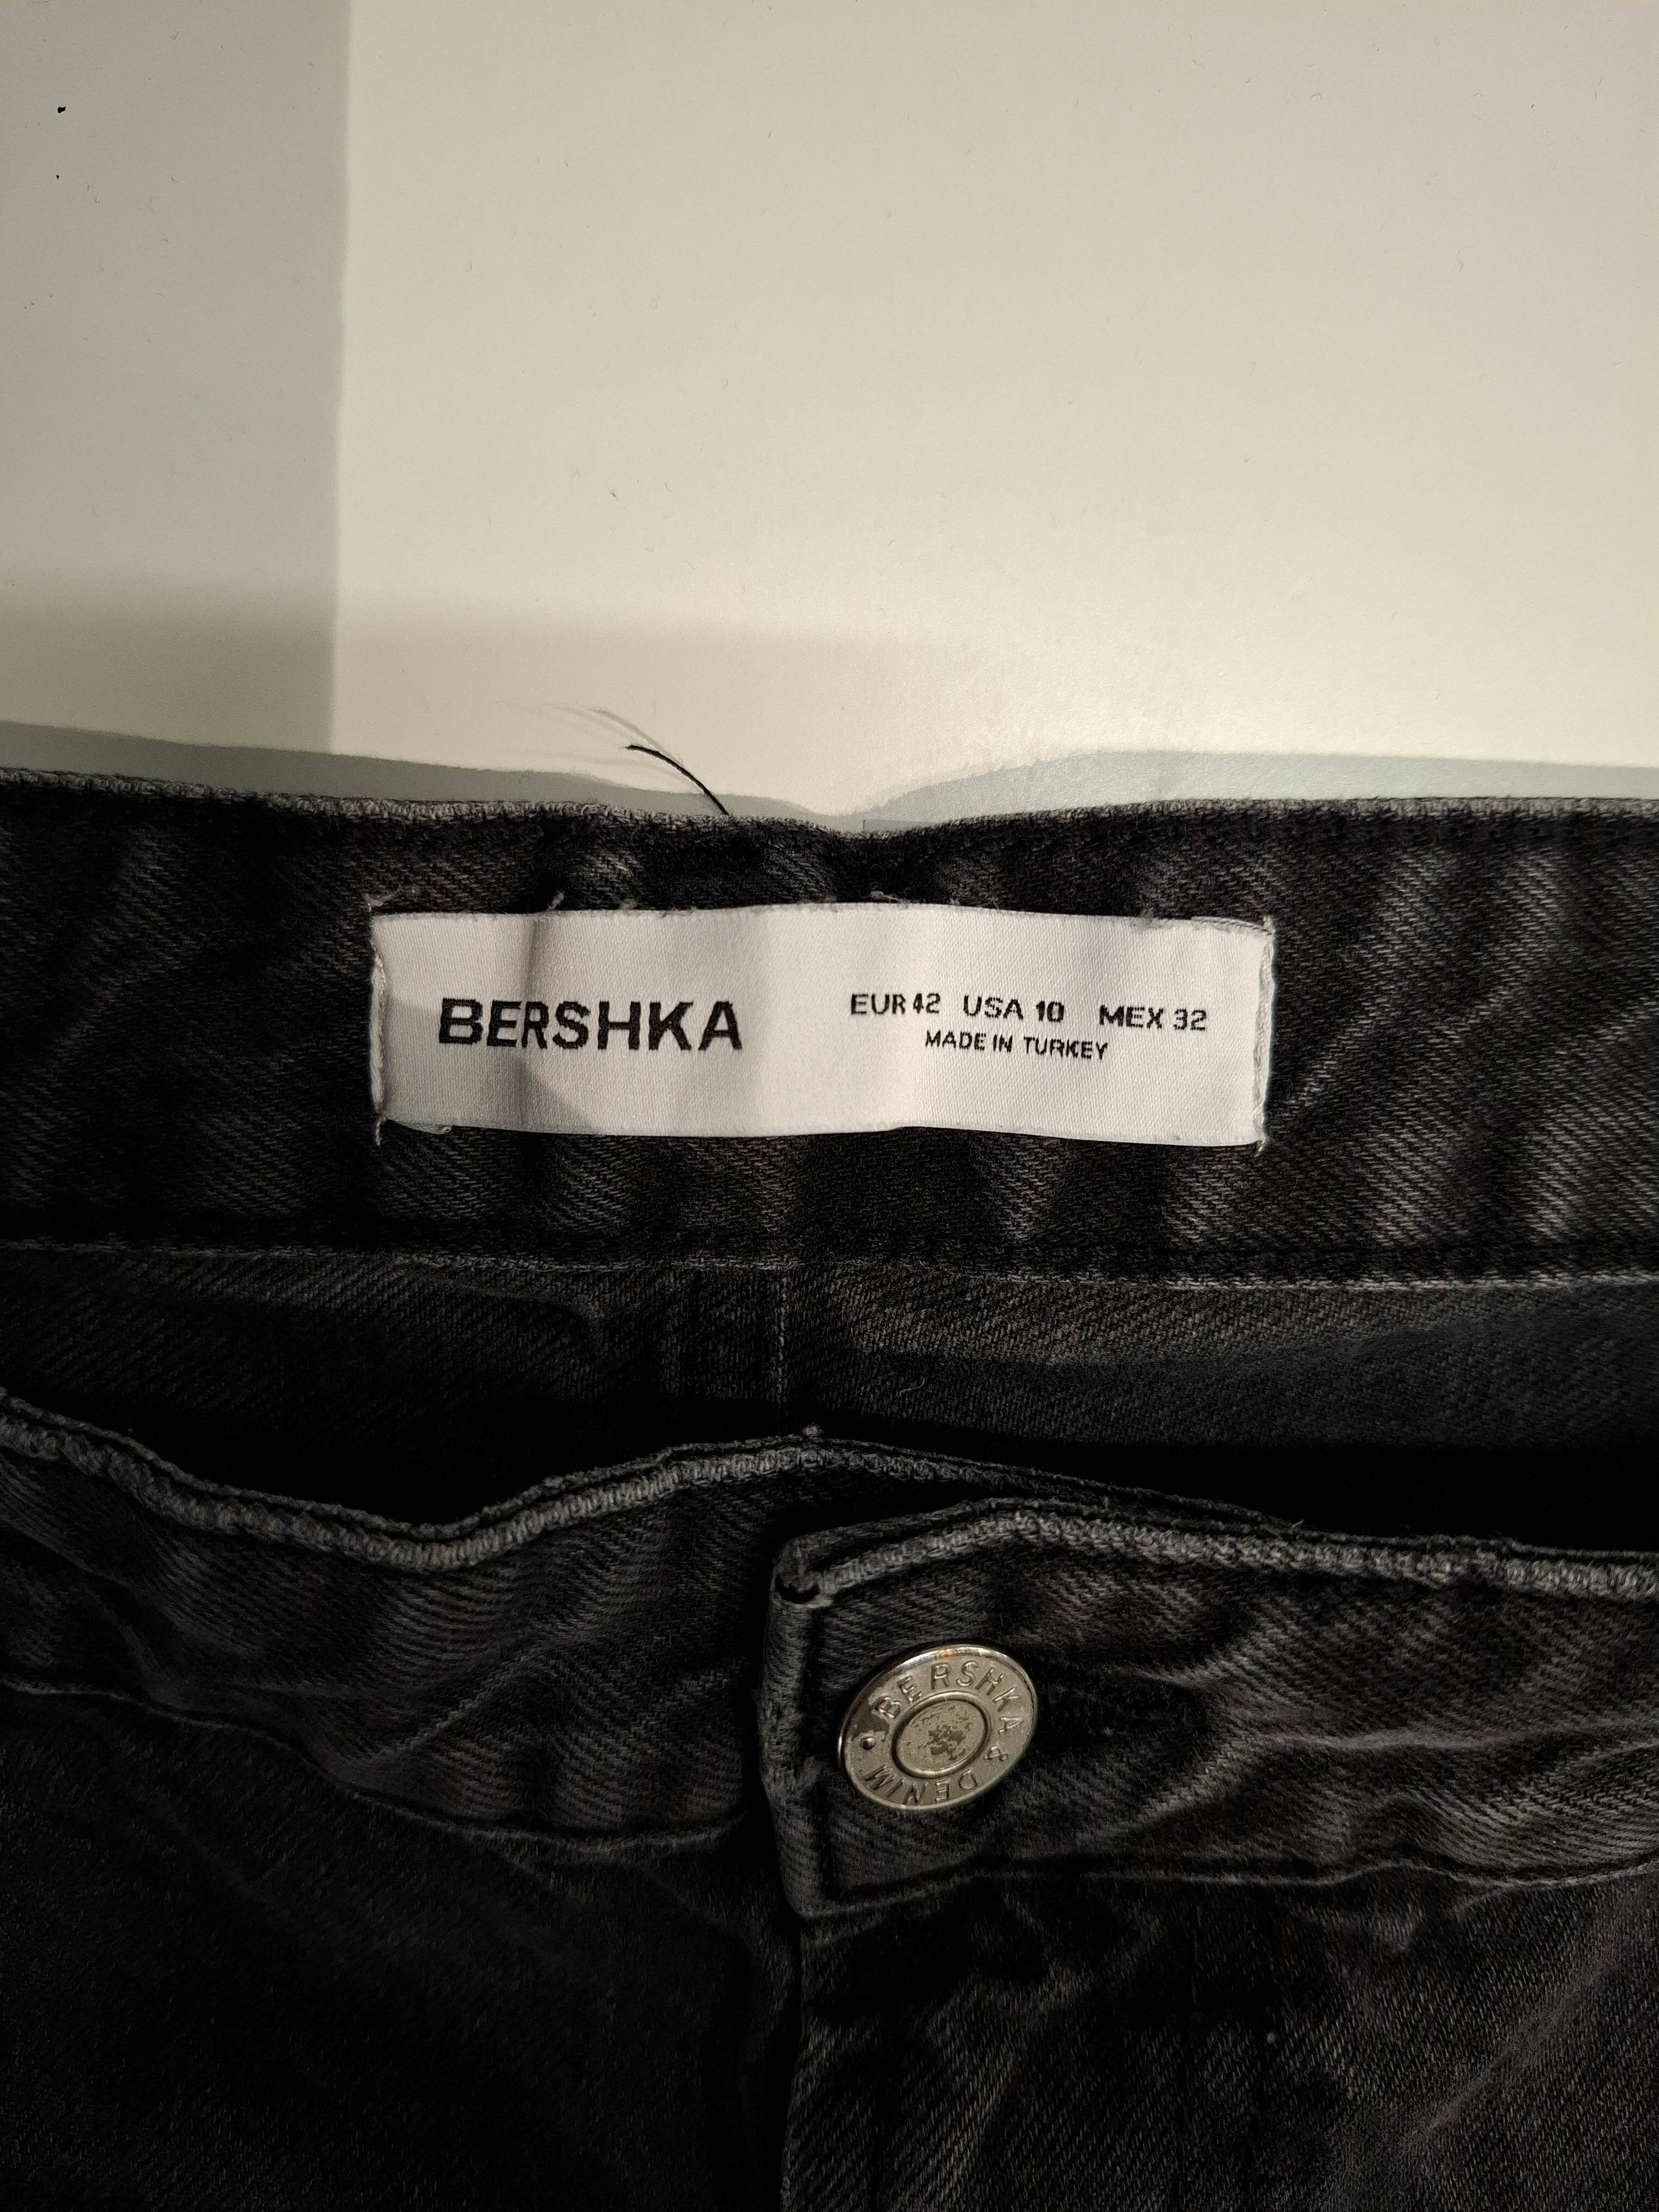 BERSHKA
EUR 42 USA 10 MEX 32
MADE IN TURKEY
BERSHKA & DENIM